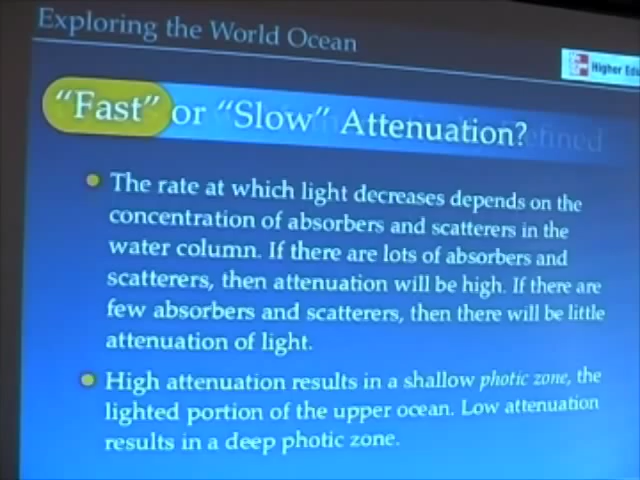 Exploring the World Ocean
Higher Edu
"Fast" or "Slow" Attenuation?
The rate at which light decreases depends on the
concentration of absorbers and scatterers in the
water column. If there are lots of absorbers and
scatterers, then attenuation will be high. If there are
few absorbers and scatterers, then there will be little
attenuation of light.
High attenuation results in a shallow photic zone, the
lighted portion of the upper ocean. Low attenuation
results in a deep photic zone.